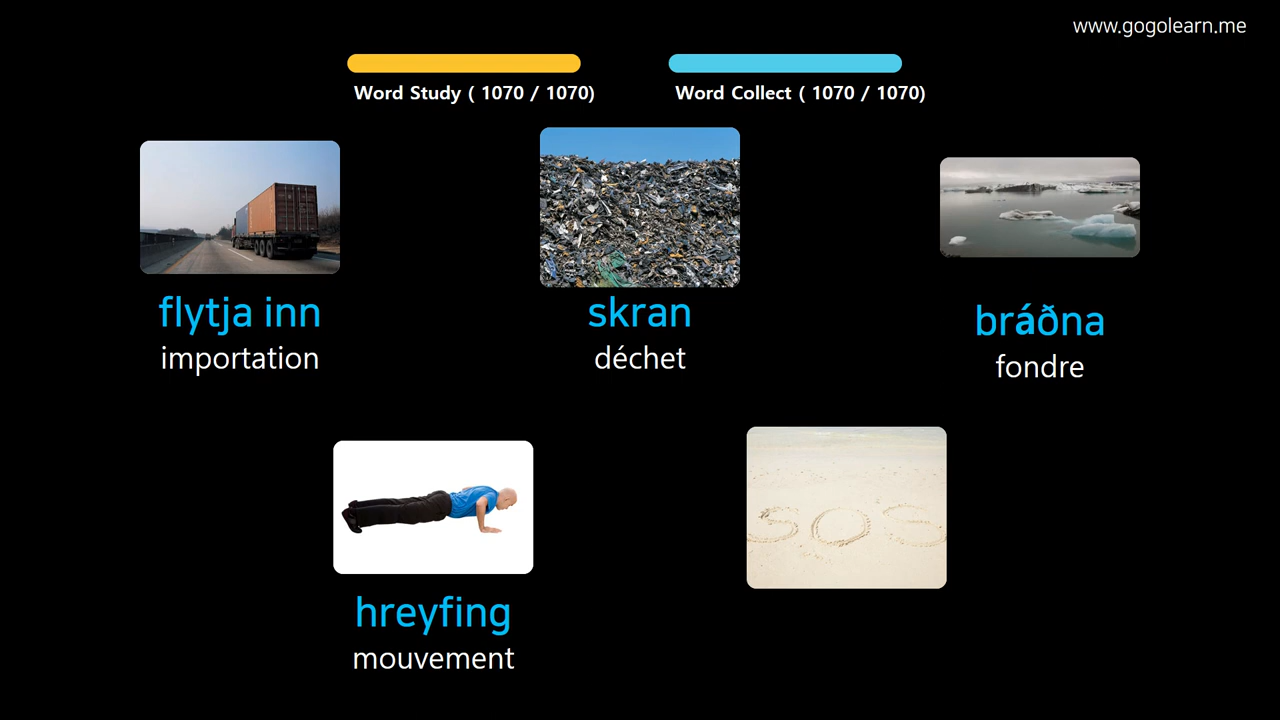 www.gogolearn.me
Word Study ( 1070 / 1070)
Word Collect ( 1070 / 1070)
flytja inn
importation
skran
déchet
bráðna
fondre
SOS
hreyfing
mouvement